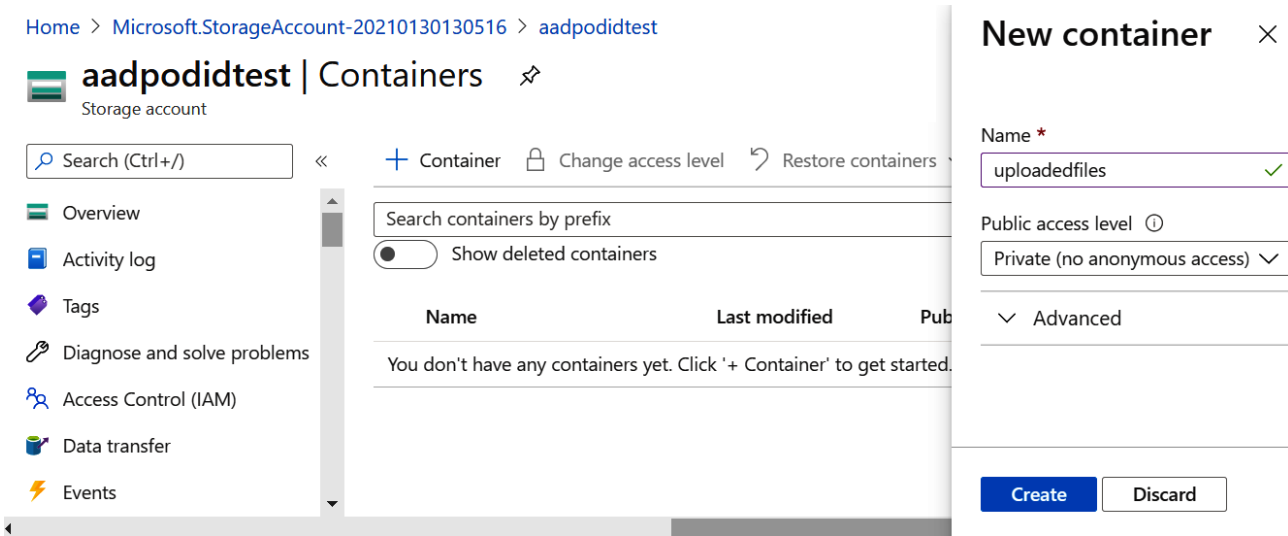 Home > Microsoft.StorageAccount-20210130130516 > aadpodidtest
aadpodidtest | Containers
Storage account
Search (Ctrl+/)
«
Overview
Activity log
Tags
Diagnose and solve problems
Access Control (IAM)
Data transfer
Events
+ Container
Change access level
Restore containers
Search containers by prefix
Show deleted containers
Name
Last modified
Pub
You don't have any containers yet. Click '+ Container' to get started.
New container
Name *
uploadedfiles
Public access level
Private (no anonymous access)
Advanced
Create
Discard